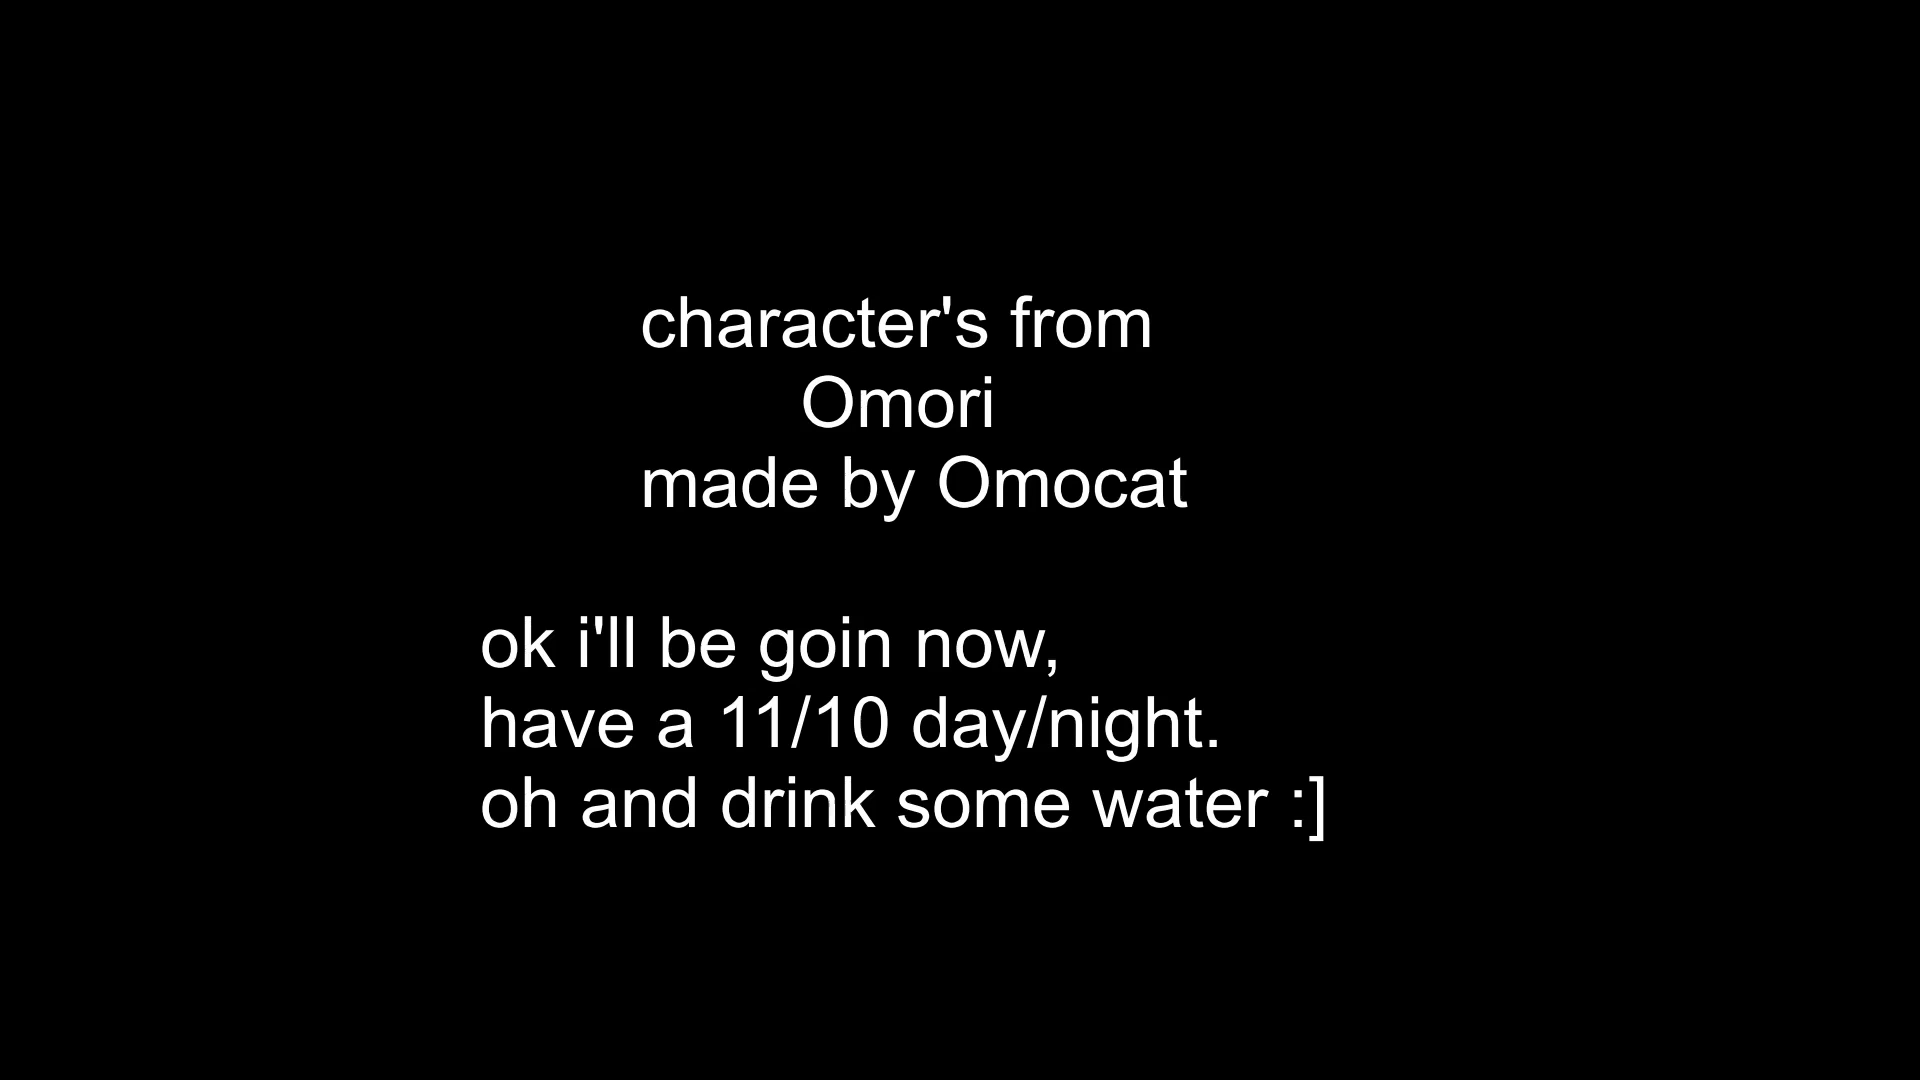 character's from
Omori
made by Omocat
ok i'll be goin now,
have a 11/10 day/night.
oh and drink some water :]